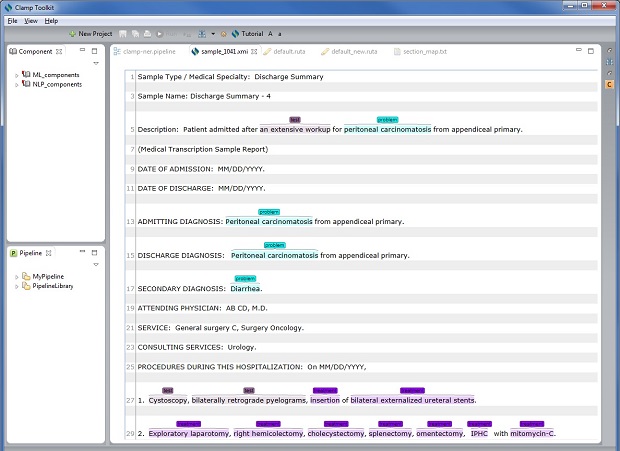 Clamp Toolkit
File View Help
New Project
Tutorial A a
Component
ML_components
NLP_components
Pipeline
MyPipeline
PipelineLibrary
clamp-ner.pipeline sample_1041.xmi default.ruta default_new.ruta section_map.txt
1 Sample Type / Medical Specialty: Discharge Summary
3 Sample Name: Discharge Summary - 4
test problem
5 Description: Patient admitted after an extensive workup for peritoneal carcinomatosis from appendiceal primary.
7 (Medical Transcription Sample Report)
9 DATE OF ADMISSION: MM/DD/YYYY.
11 DATE OF DISCHARGE: MM/DD/YYYY.
problem
13 ADMITTING DIAGNOSIS: Peritoneal carcinomatosis from appendiceal primary.
problem
15 DISCHARGE DIAGNOSIS: Peritoneal carcinomatosis from appendiceal primary.
problem
17 SECONDARY DIAGNOSIS: Diarrhea.
19 ATTENDING PHYSICIAN: AB CD, M.D.
21 SERVICE: General surgery C, Surgery Oncology.
23 CONSULTING SERVICES: Urology.
25 PROCEDURES DURING THIS HOSPITALIZATION: On MM/DD/YYYY,
test test treatment treatment
27 1. Cystoscopy, bilaterally retrograde pyelograms, insertion of bilateral externalized ureteral stents.
treatment treatment treatment treatment treatment treatment treatment
29 2. Exploratory laparotomy, right hemicolectomy, cholecystectomy, splenectomy, omentectomy, IPHC with mitomycin-C.